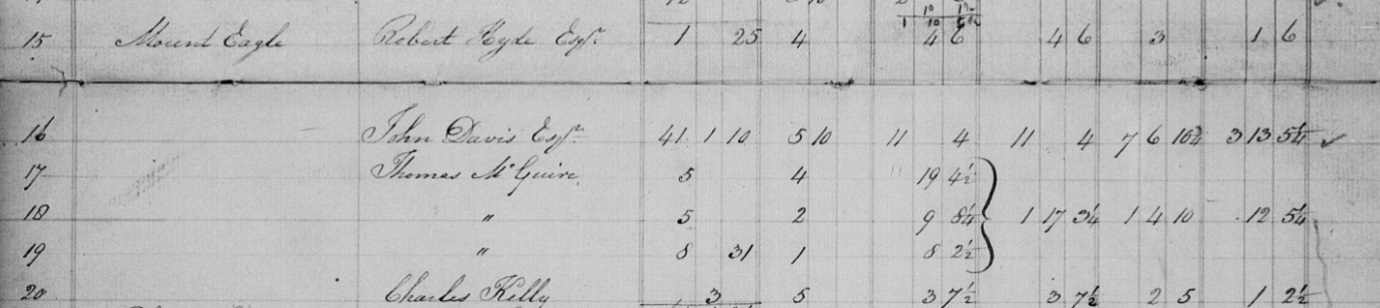 15 Mount Eagle Robert Hyde Esqr. 1 25 4 4 6 4 6 3 1 6
16 John Davis Esqr. 41 1 10 5 10 11 4 11 4 7 6 10¾ 3 13 5¼ ✓
17 Thomas McGuire 5 4 " 19 4½
18 " 5 2 9 8¼ } 1 17 3¼ 1 4 10 12 5¼
19 " 8 31 1 8 2½
20 Charles Kelly 3 5 3 7½ 3 7½ 2 5 1 2½